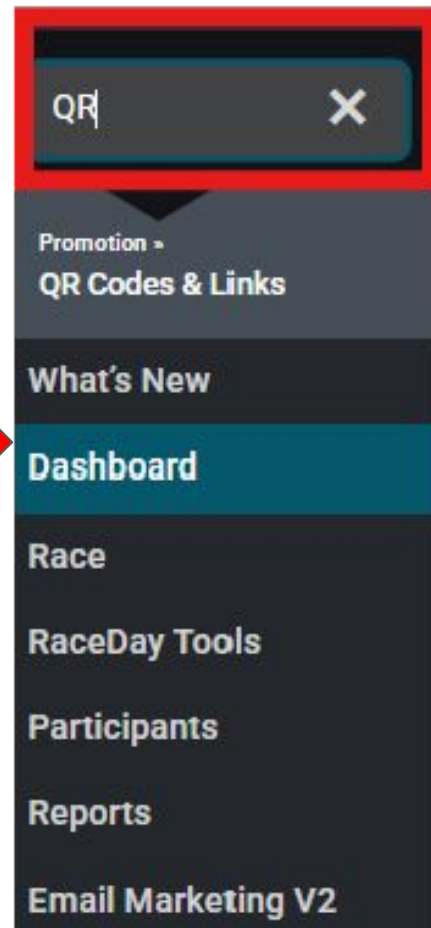 QR
Promotion »
QR Codes & Links
What's New
Dashboard
Race
RaceDay Tools
Participants
Reports
Email Marketing V2